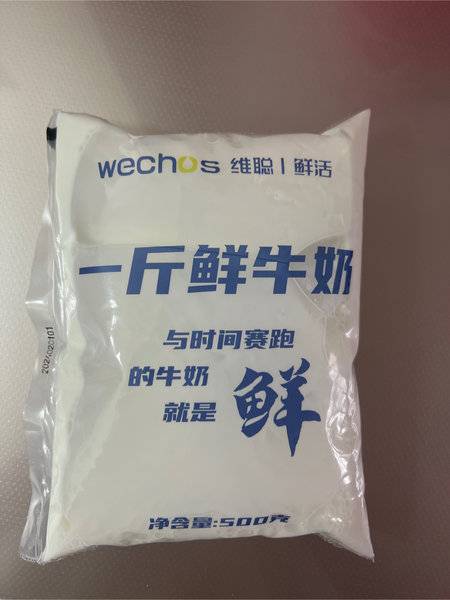 wechos 维聪 | 鲜活
一斤鲜牛奶
与时间赛跑
的牛奶
就是 鲜
净含量:500克